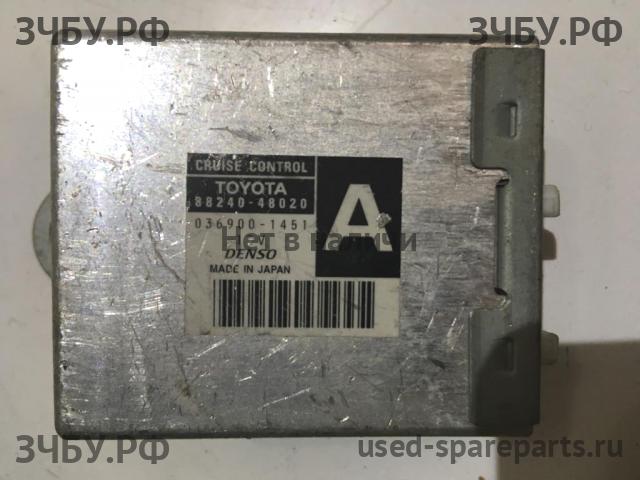 ЗЧБУ.РФ
ЗЧБУ.РФ
CRUISE CONTROL
TOYOTA
88240-48020
036900-1451
A
Нет в наличии
DENSO
MADE IN JAPAN
ЗЧБУ.РФ
used-spareparts.ru